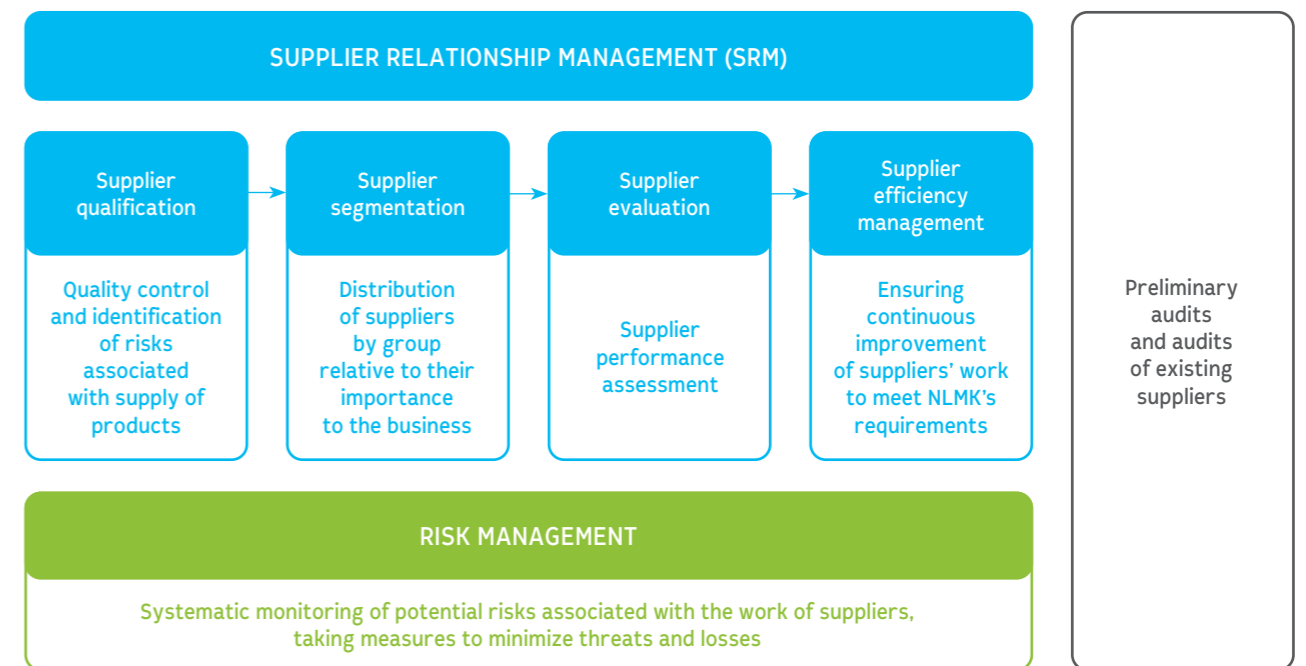 SUPPLIER RELATIONSHIP MANAGEMENT (SRM)
Supplier
qualification
Quality control
and identification
of risks
associated
with supply of
products
Supplier
segmentation
Distribution
of suppliers
by group
relative to their
importance
to the business
Supplier
evaluation
Supplier
performance
assessment
Supplier
efficiency
management
Ensuring
continuous
improvement
of suppliers’ work
to meet NLMK’s
requirements
RISK MANAGEMENT
Systematic monitoring of potential risks associated with the work of suppliers,
taking measures to minimize threats and losses
Preliminary
audits
and audits
of existing
suppliers